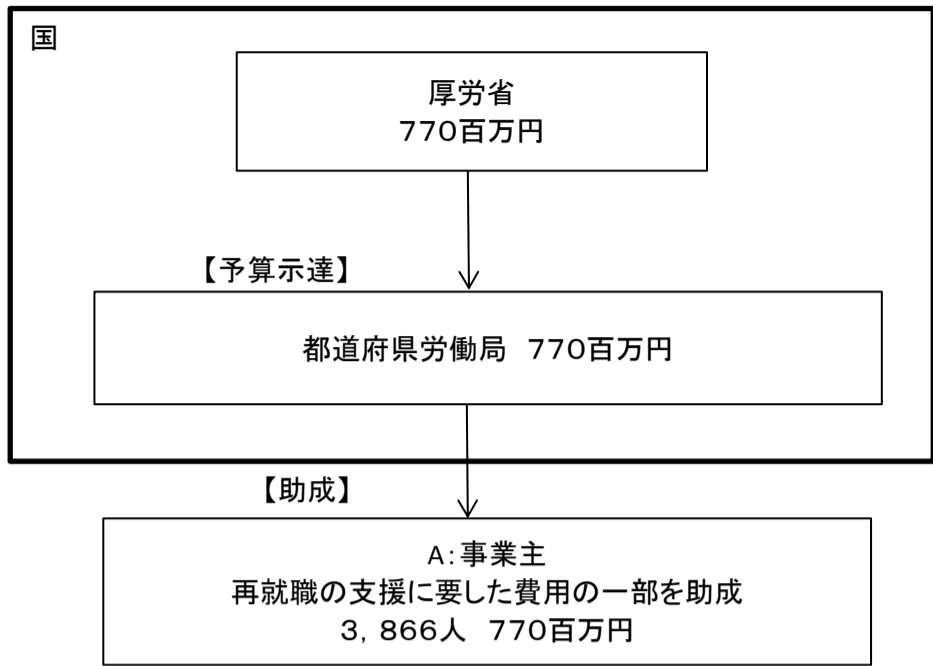 国
厚労省
770百万円
【予算示達】
都道府県労働局 770百万円
【助成】
A:事業主
再就職の支援に要した費用の一部を助成
3，866人 770百万円